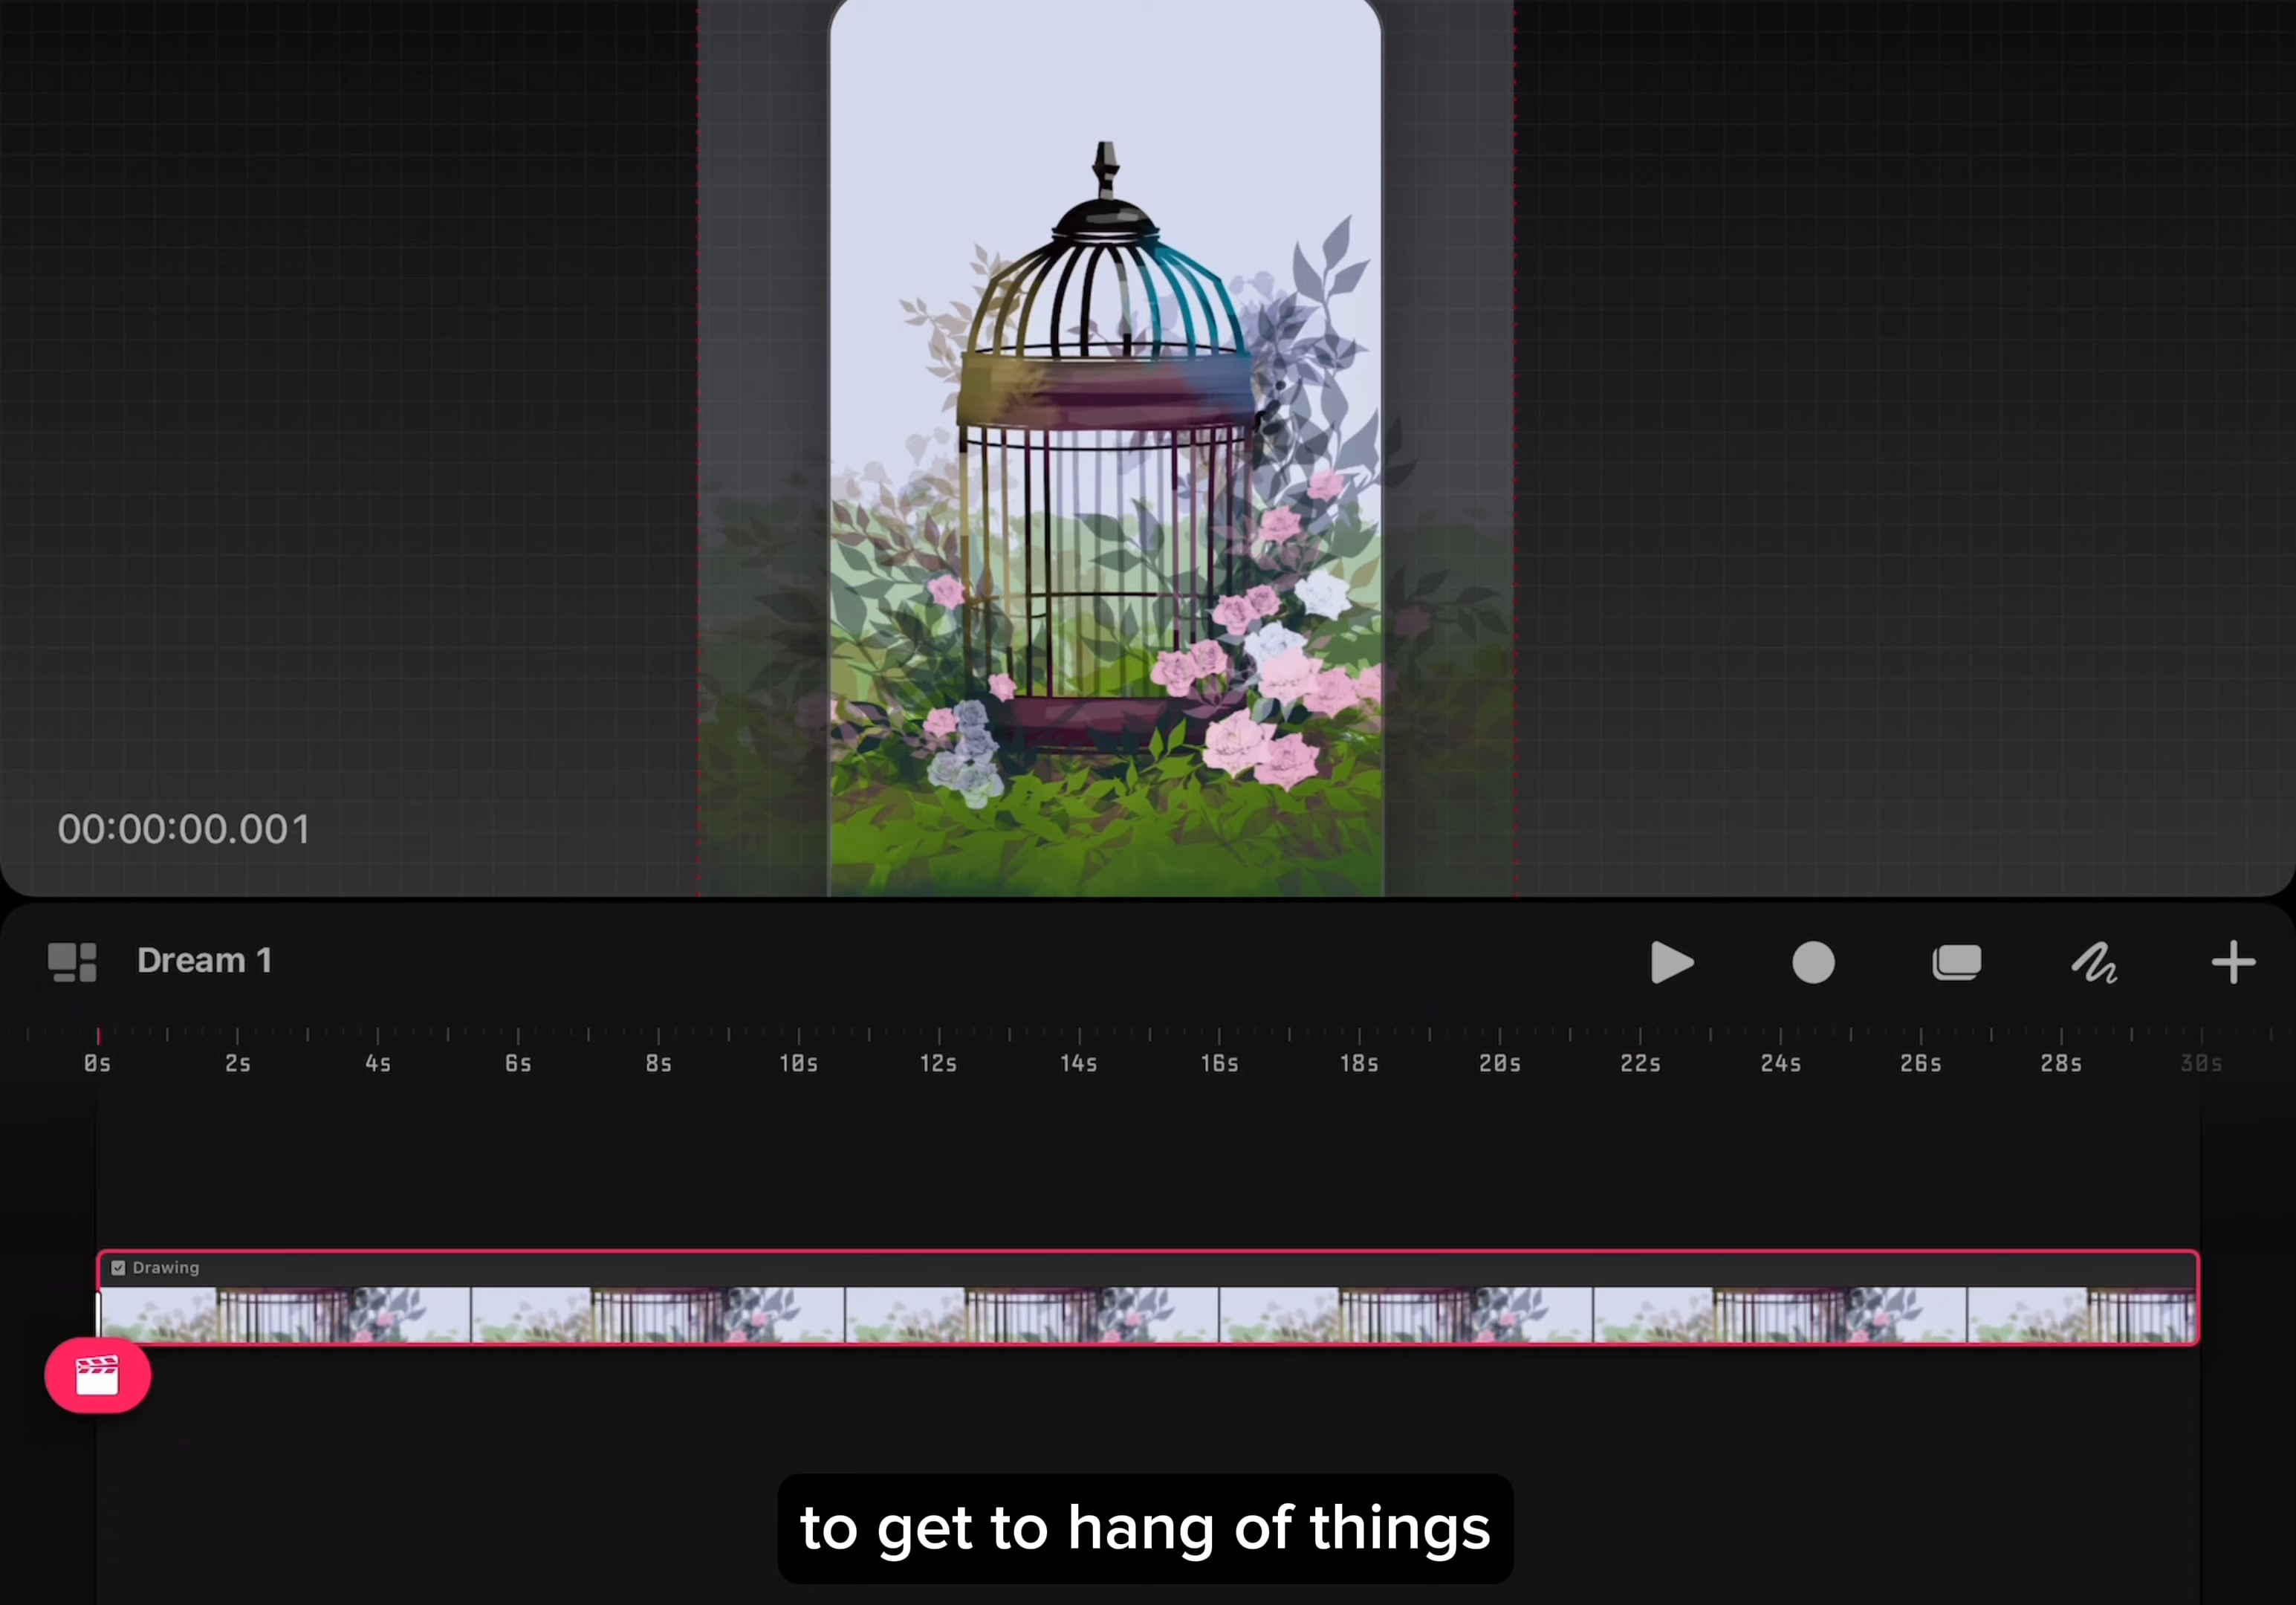 00:00:00.001
Dream 1
0s 2s 4s 6s 8s 10s 12s 14s 16s 18s 20s 22s 24s 26s 28s 30s
Drawing
to get to hang of things